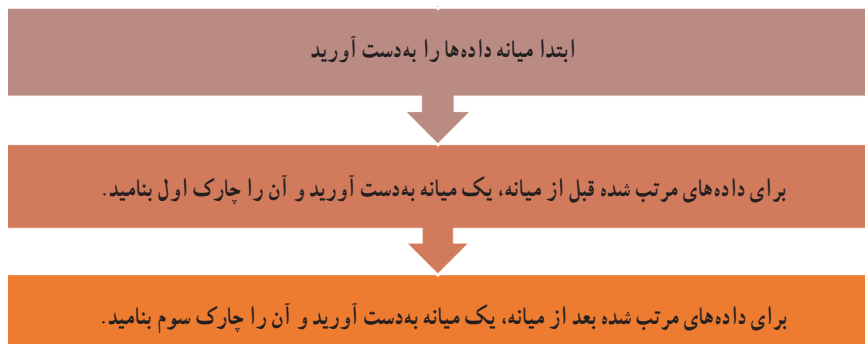 ابتدا میانه داده‌ها را به‌دست آورید
برای داده‌های مرتب شده قبل از میانه، یک میانه به‌دست آورید و آن را چارک اول بنامید.
برای داده‌های مرتب شده بعد از میانه، یک میانه به‌دست آورید و آن را چارک سوم بنامید.